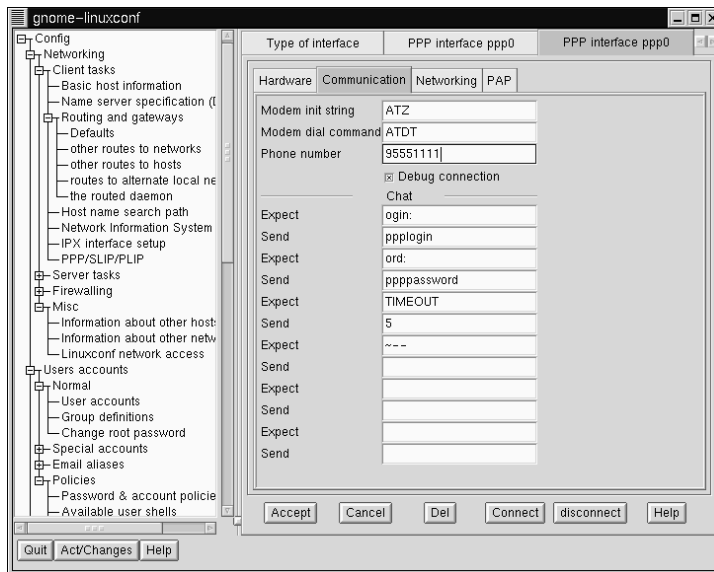 gnome-linuxconf
Config
Networking
Client tasks
Basic host information
Name server specification (
Routing and gateways
Defaults
other routes to networks
other routes to hosts
routes to alternate local ne
the routed daemon
Host name search path
Network Information System
IPX interface setup
PPP/SLIP/PLIP
Server tasks
Firewalling
Misc
Information about other host
Information about other netw
Linuxconf network access
Users accounts
Normal
User accounts
Group definitions
Change root password
Special accounts
Email aliases
Policies
Password & account policie
Available user shells
Quit Act/Changes Help
Type of interface PPP interface ppp0 PPP interface ppp0
Hardware Communication Networking PAP
Modem init string ATZ
Modem dial command ATDT
Phone number 95551111
Debug connection
Chat
Expect ogin:
Send ppplogin
Expect ord:
Send ppppassword
Expect TIMEOUT
Send 5
Expect ~--
Send
Expect
Send
Expect
Send
Accept Cancel Del Connect disconnect Help